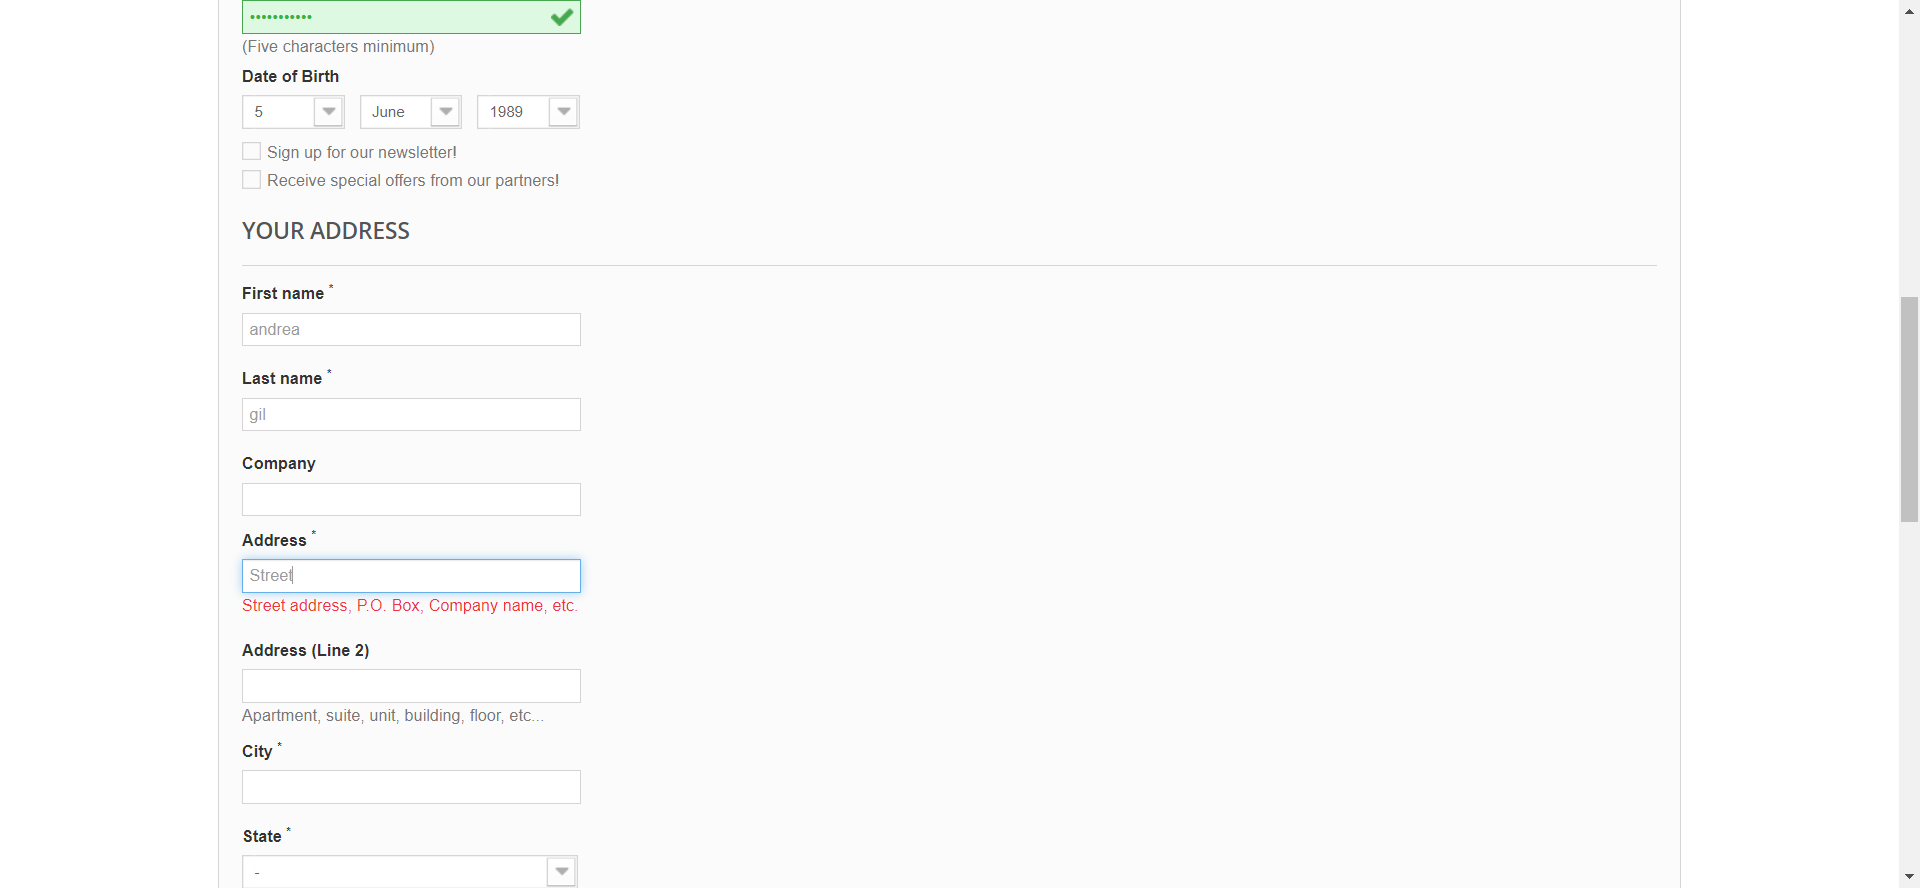 •••••••••••
(Five characters minimum)
Date of Birth
5 June 1989
Sign up for our newsletter!
Receive special offers from our partners!
YOUR ADDRESS
First name *
andrea
Last name *
gil
Company
Address *
Street
Street address, P.O. Box, Company name, etc.
Address (Line 2)
Apartment, suite, unit, building, floor, etc...
City *
State *
-